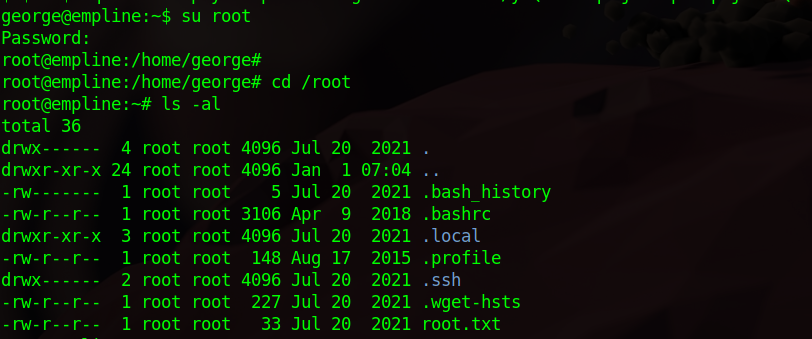 george@empline:~$ su root
Password:
root@empline:/home/george#
root@empline:/home/george# cd /root
root@empline:~# ls -al
total 36
drwx------  4 root root 4096 Jul 20  2021 .
drwxr-xr-x 24 root root 4096 Jan  1 07:04 ..
-rw-------  1 root root    5 Jul 20  2021 .bash_history
-rw-r--r--  1 root root 3106 Apr  9  2018 .bashrc
drwxr-xr-x  3 root root 4096 Jul 20  2021 .local
-rw-r--r--  1 root root  148 Aug 17  2015 .profile
drwx------  2 root root 4096 Jul 20  2021 .ssh
-rw-r--r--  1 root root  227 Jul 20  2021 .wget-hsts
-rw-r--r--  1 root root   33 Jul 20  2021 root.txt